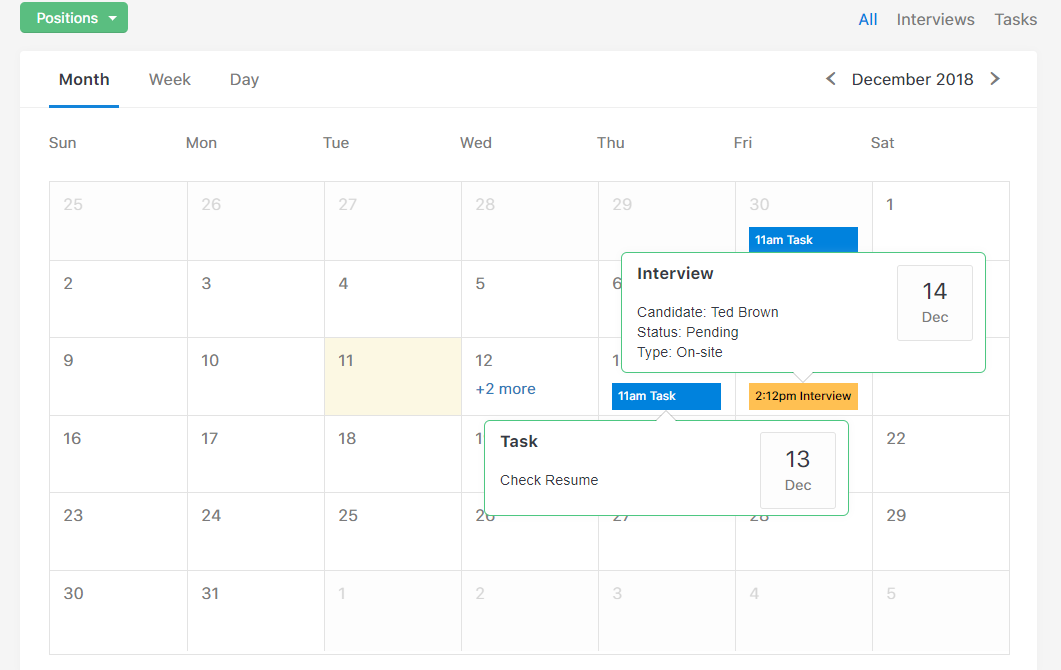 Positions
All Interviews Tasks
Month Week Day
December 2018
Sun Mon Tue Wed Thu Fri Sat
25 26 27 28 29 30 1
11am Task
2 3 4 5 6
Interview
Candidate: Ted Brown
Status: Pending
Type: On-site
14
Dec
9 10 11 12
+2 more
11am Task
2:12pm Interview
16 17 18 22
Task
Check Resume
13
Dec
23 24 25 26 27 28 29
30 31 1 2 3 4 5